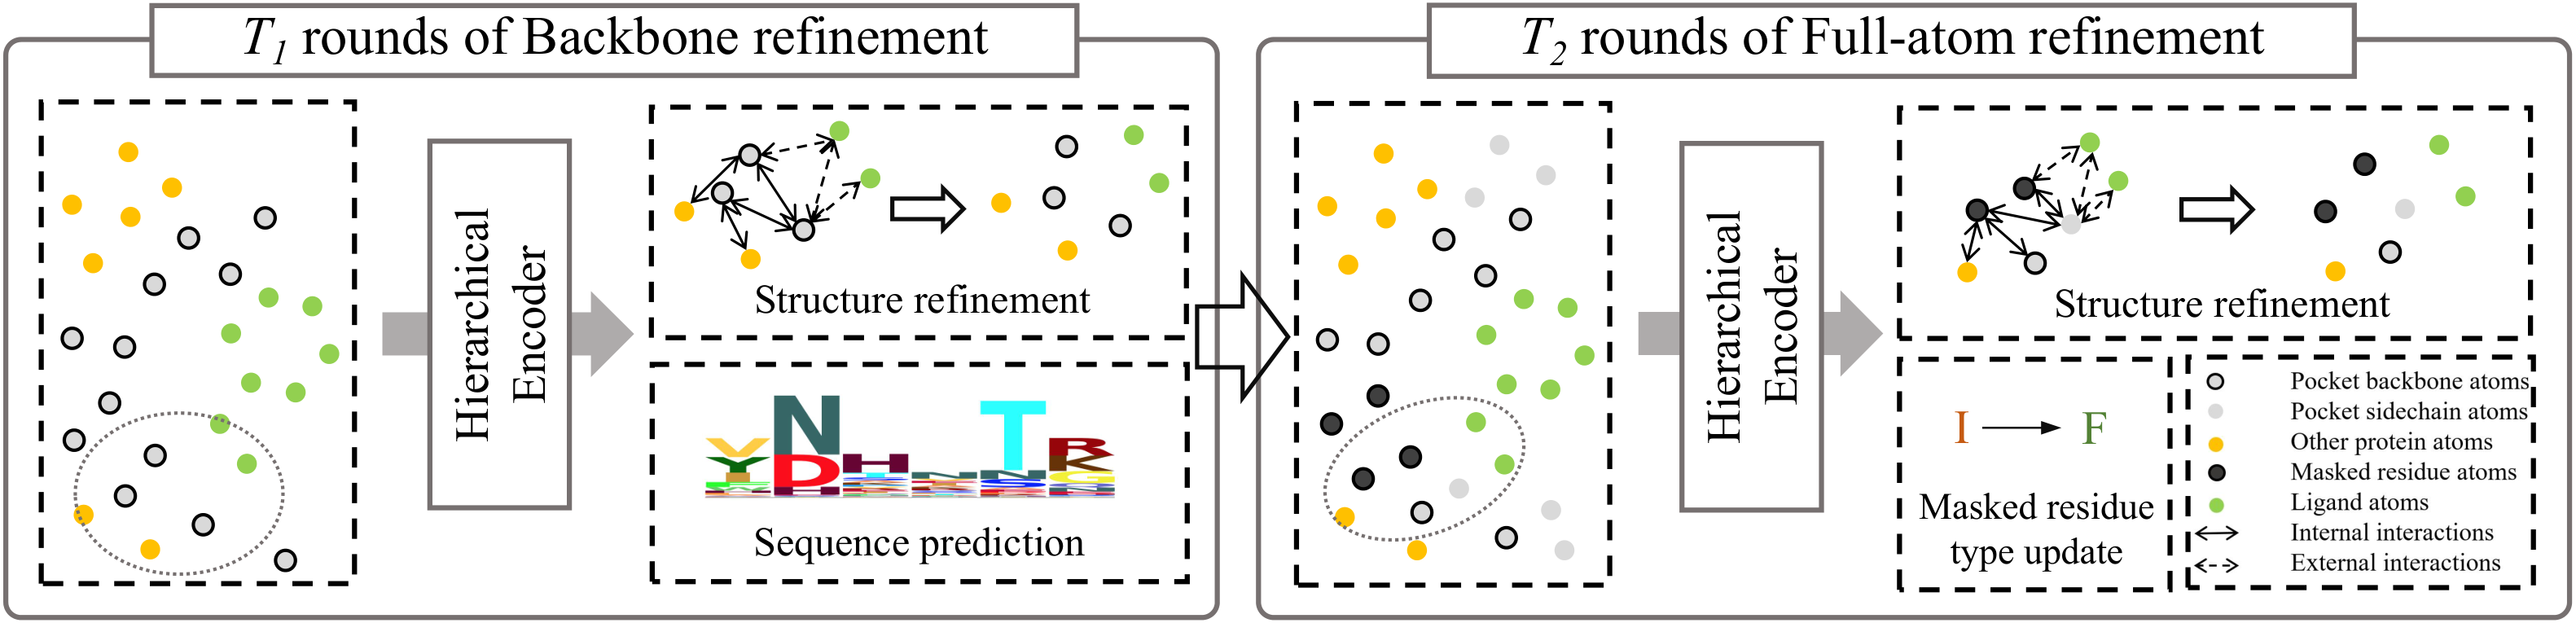 T1 rounds of Backbone refinement
Hierarchical
Encoder
Structure refinement
N
T
Y
Y
D
H
R
K
G
N
S
Sequence prediction
T2 rounds of Full-atom refinement
Hierarchical
Encoder
Structure refinement
I F
Masked residue
type update
Pocket backbone atoms
Pocket sidechain atoms
Other protein atoms
Masked residue atoms
Ligand atoms
Internal interactions
External interactions